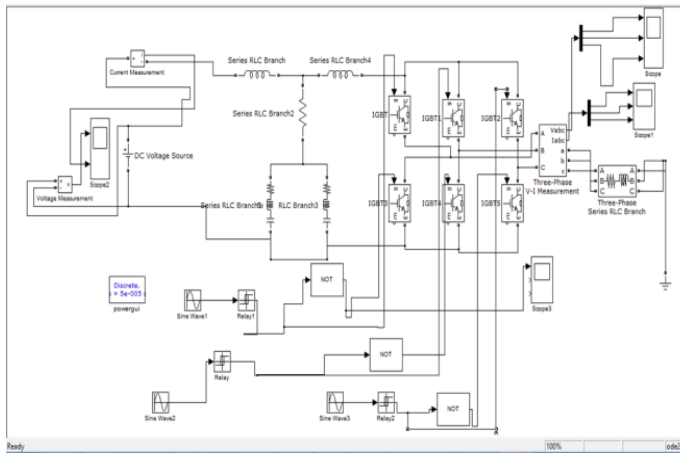 Current Measurement
Series RLC Branch
Series RLC Branch4
Scope
Series RLC Branch2
IGBT
IGBT1
IGBT2
Scope1
DC Voltage Source
Scope2
Voltage Measurement
Vabc
Iabc
A
B
C
a
b
c
Three-Phase
V-I Measurement
A
B
C
A
B
C
Three-Phase
Series RLC Branch
Series RLC
RLC Branch3
IGBT3
IGBT4
IGBT5
Discrete,
s = 5e-005 s
powergui
NOT
Sine Wave1
Relay1
Scope3
NOT
Relay
Sine Wave2
Sine Wave3
Relay2
NOT
Ready
100%